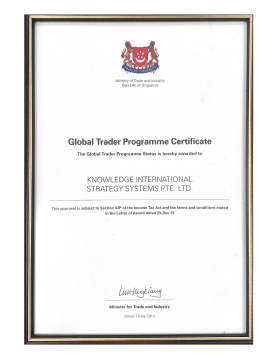 Ministry of Trade and Industry
Republic of Singapore
Global Trader Programme Certificate
The Global Trader Programme Status is hereby awarded to
KNOWLEDGE INTERNATIONAL
STRATEGY SYSTEMS PTE. LTD.
This approval is subject to Section 43P of the Income Tax Act and the terms and conditions stated
in the Letter of Award dated 23 Dec 13
Minister for Trade and Industry
Dated 1 May 2014